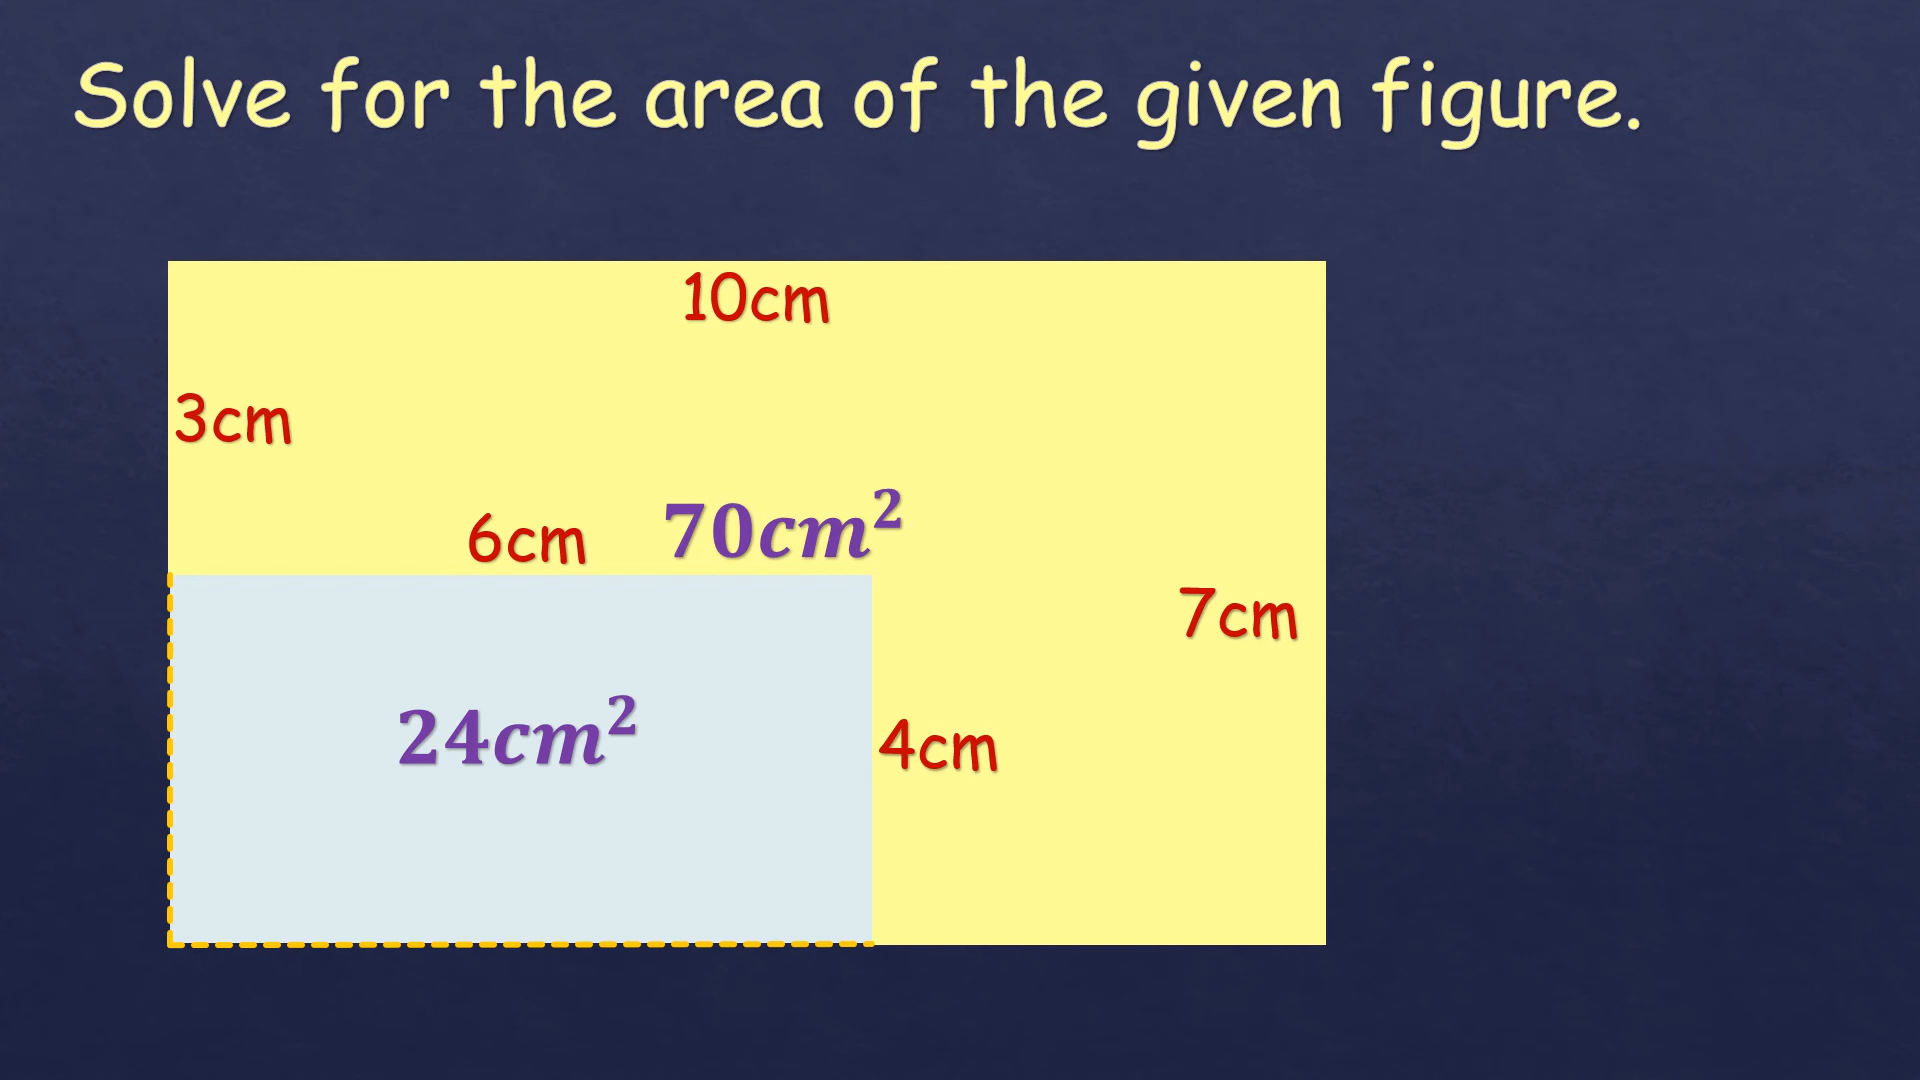 Solve for the area of the given figure.
10cm
3cm
6cm
70cm²
7cm
24cm²
4cm